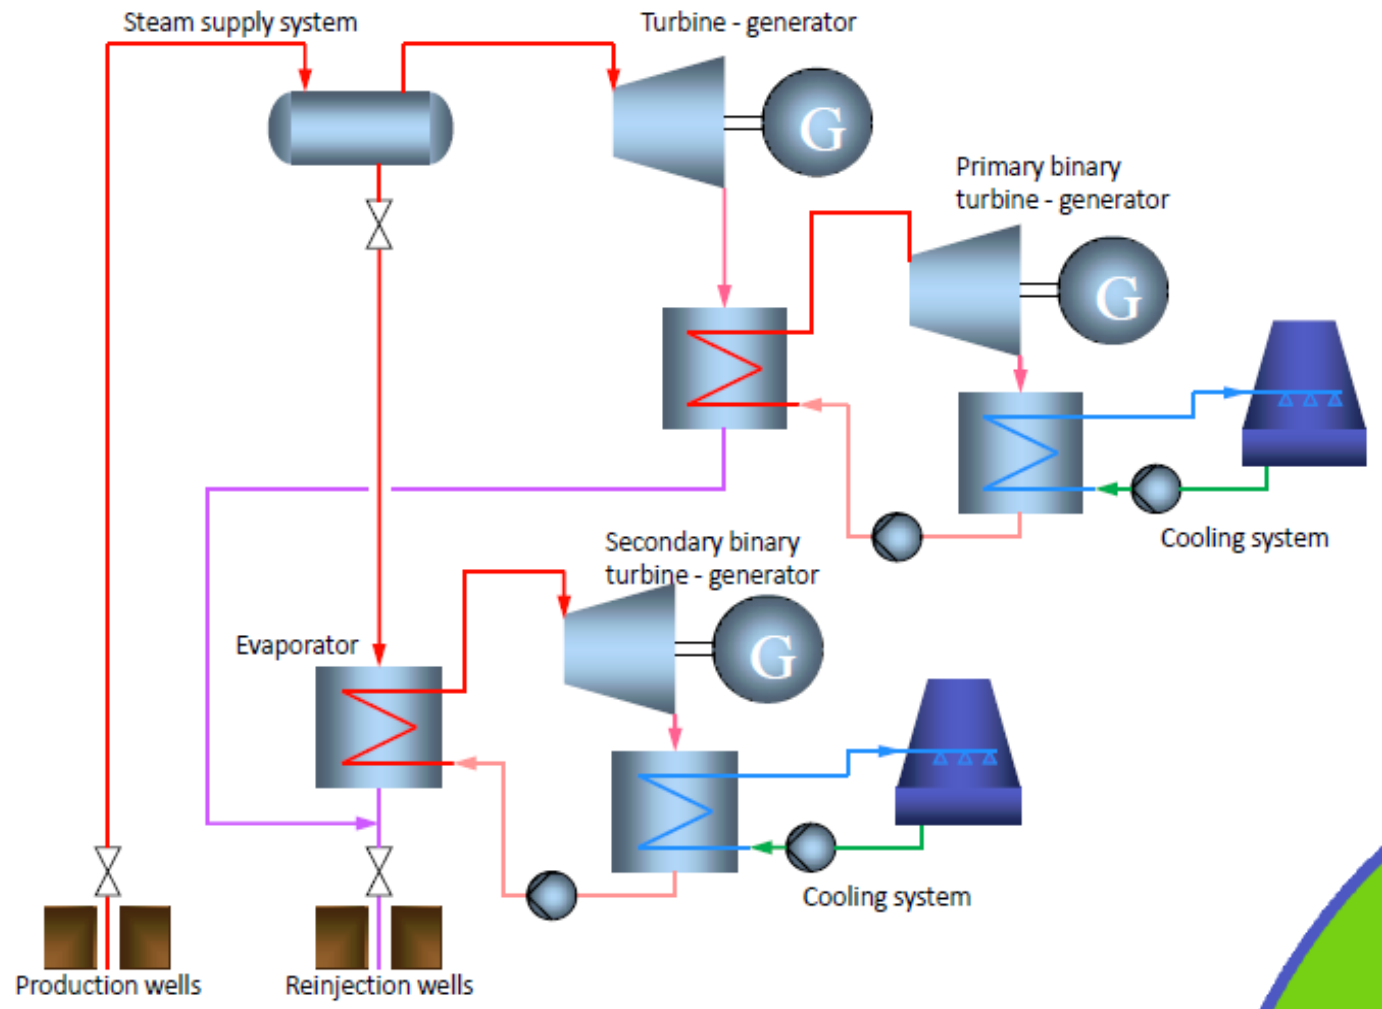 Steam supply system
Turbine - generator
G
Primary binary
turbine - generator
G
Cooling system
Secondary binary
turbine - generator
G
Evaporator
Cooling system
Production wells
Reinjection wells